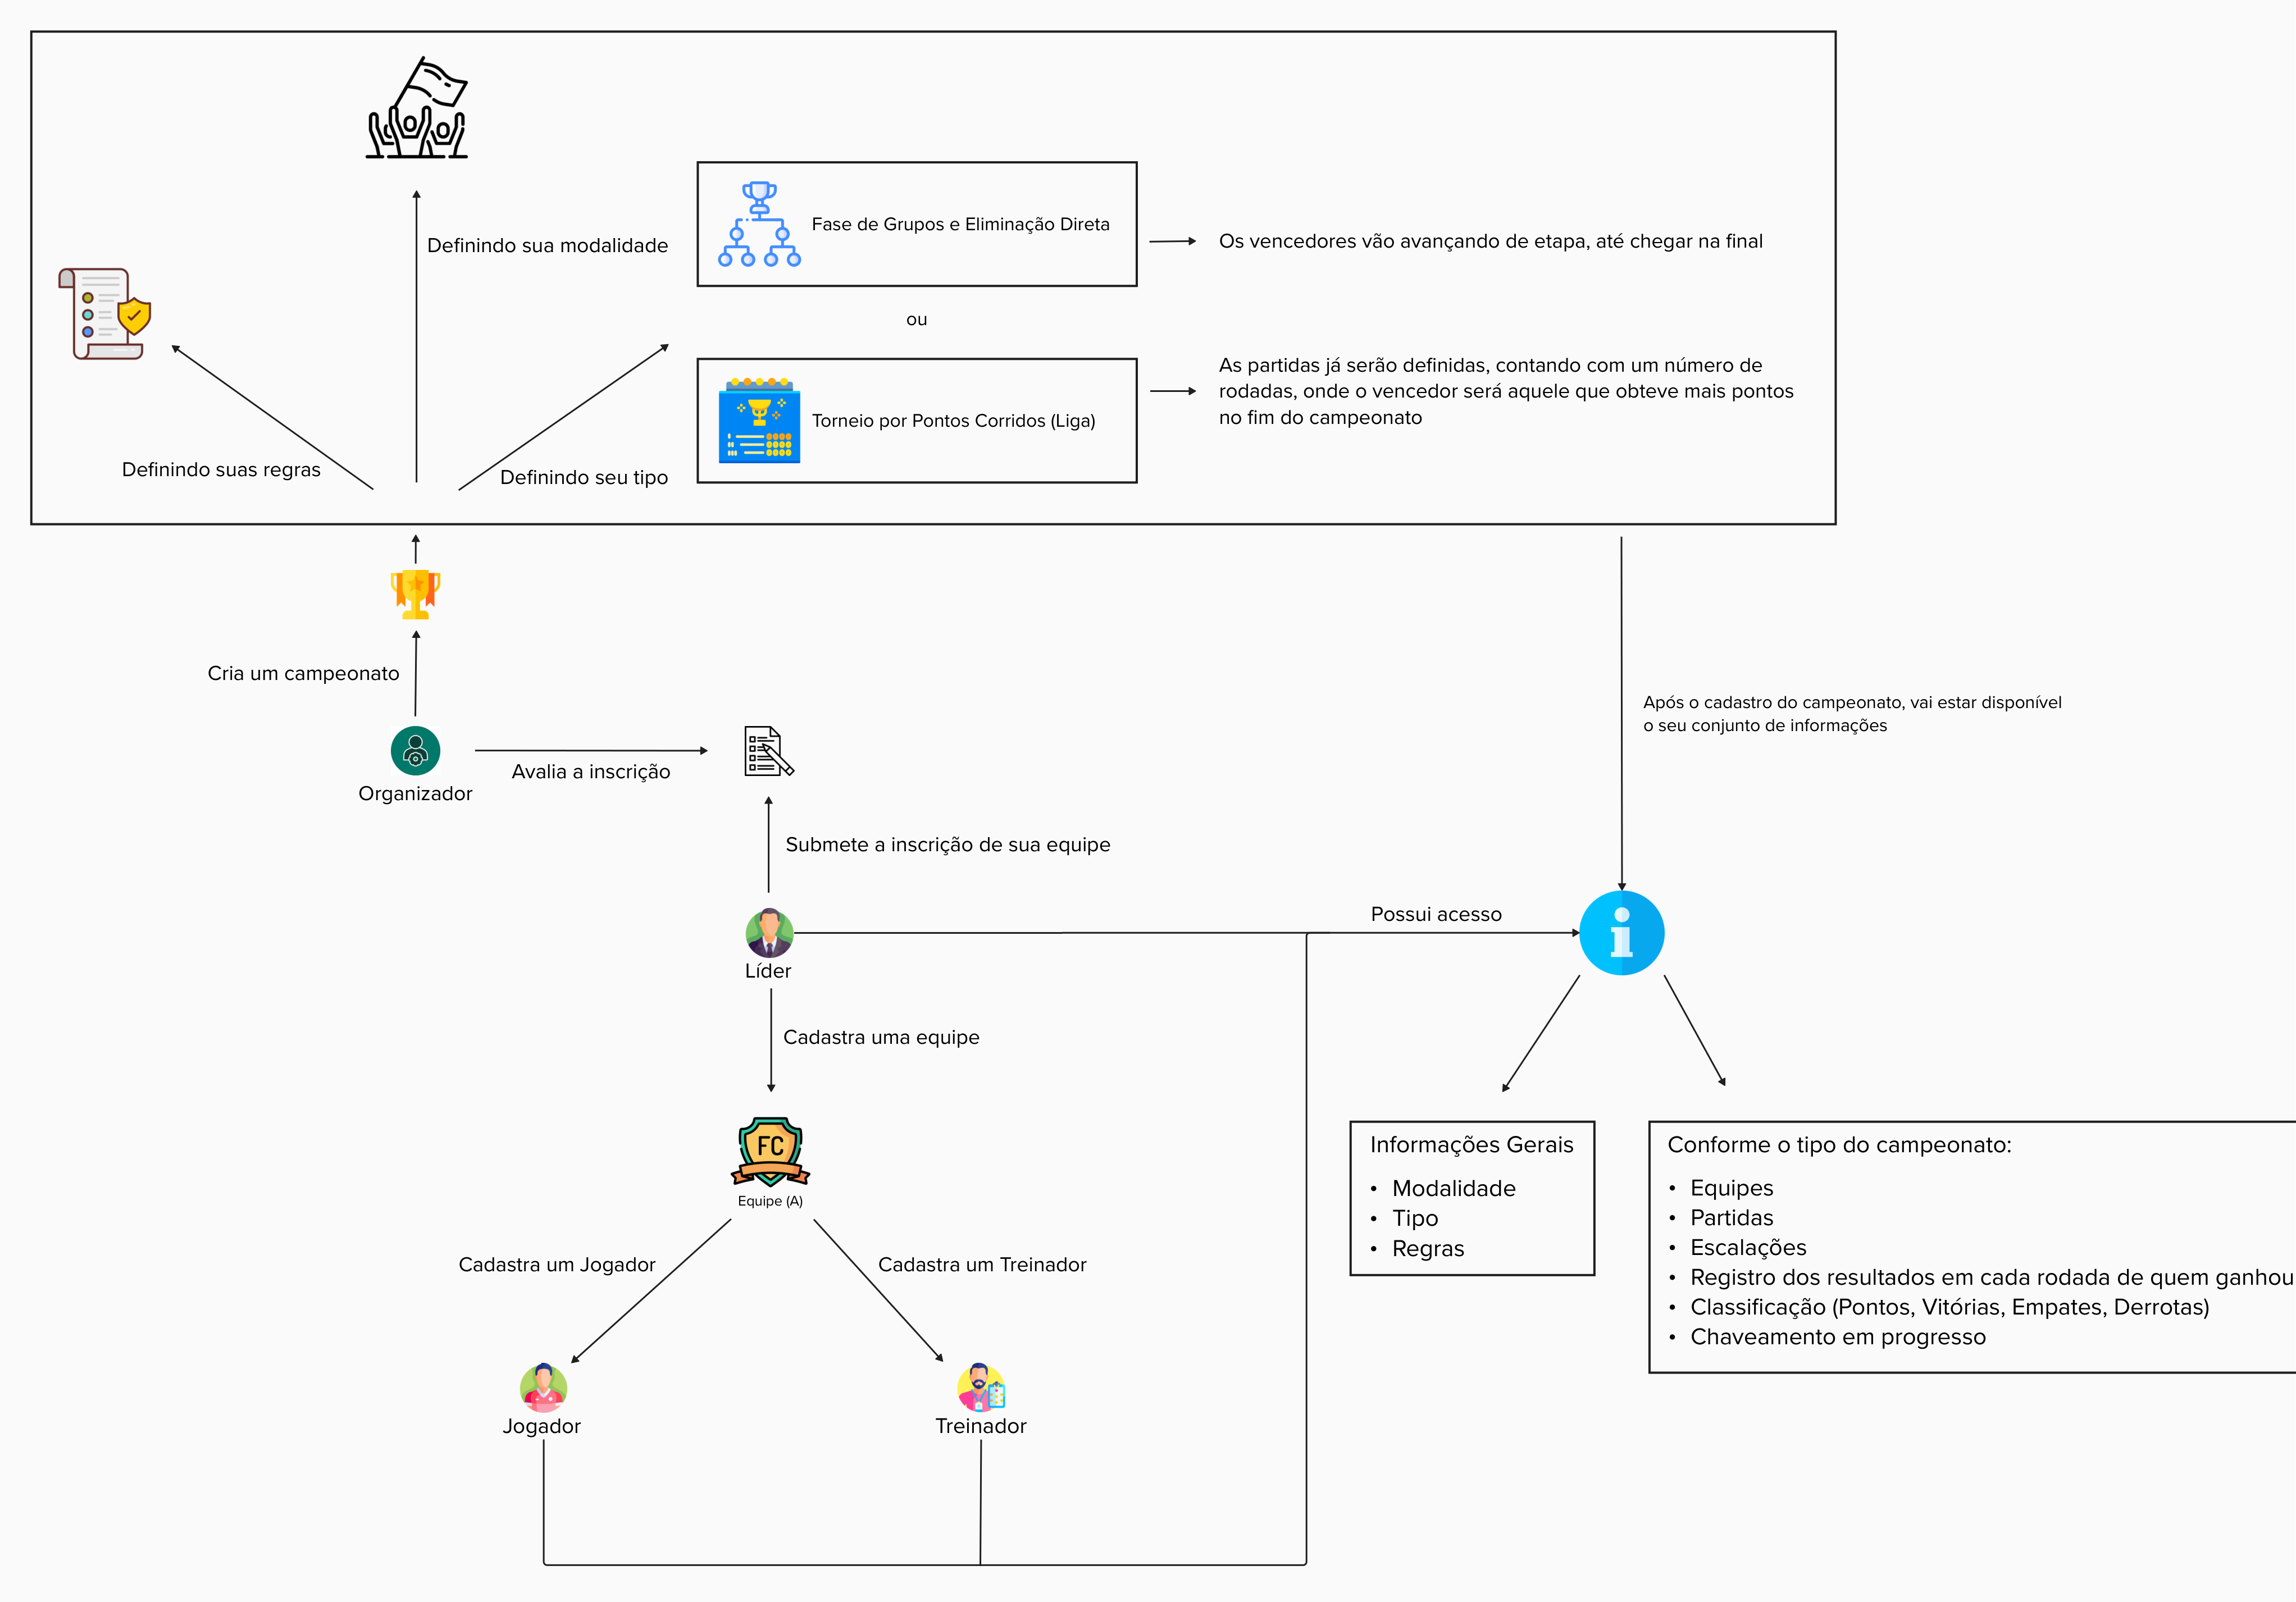 Definindo sua modalidade
Fase de Grupos e Eliminação Direta
Os vencedores vão avançando de etapa, até chegar na final
ou
As partidas já serão definidas, contando com um número de
rodadas, onde o vencedor será aquele que obteve mais pontos
no fim do campeonato
Torneio por Pontos Corridos (Liga)
Definindo suas regras
Definindo seu tipo
Cria um campeonato
Após o cadastro do campeonato, vai estar disponível
o seu conjunto de informações
Avalia a inscrição
Organizador
Submete a inscrição de sua equipe
Possui acesso
Líder
Cadastra uma equipe
FC
Equipe (A)
Informações Gerais
• Modalidade
• Tipo
• Regras
Conforme o tipo do campeonato:
• Equipes
• Partidas
• Escalações
• Registro dos resultados em cada rodada de quem ganhou
• Classificação (Pontos, Vitórias, Empates, Derrotas)
• Chaveamento em progresso
Cadastra um Jogador
Cadastra um Treinador
Jogador
Treinador